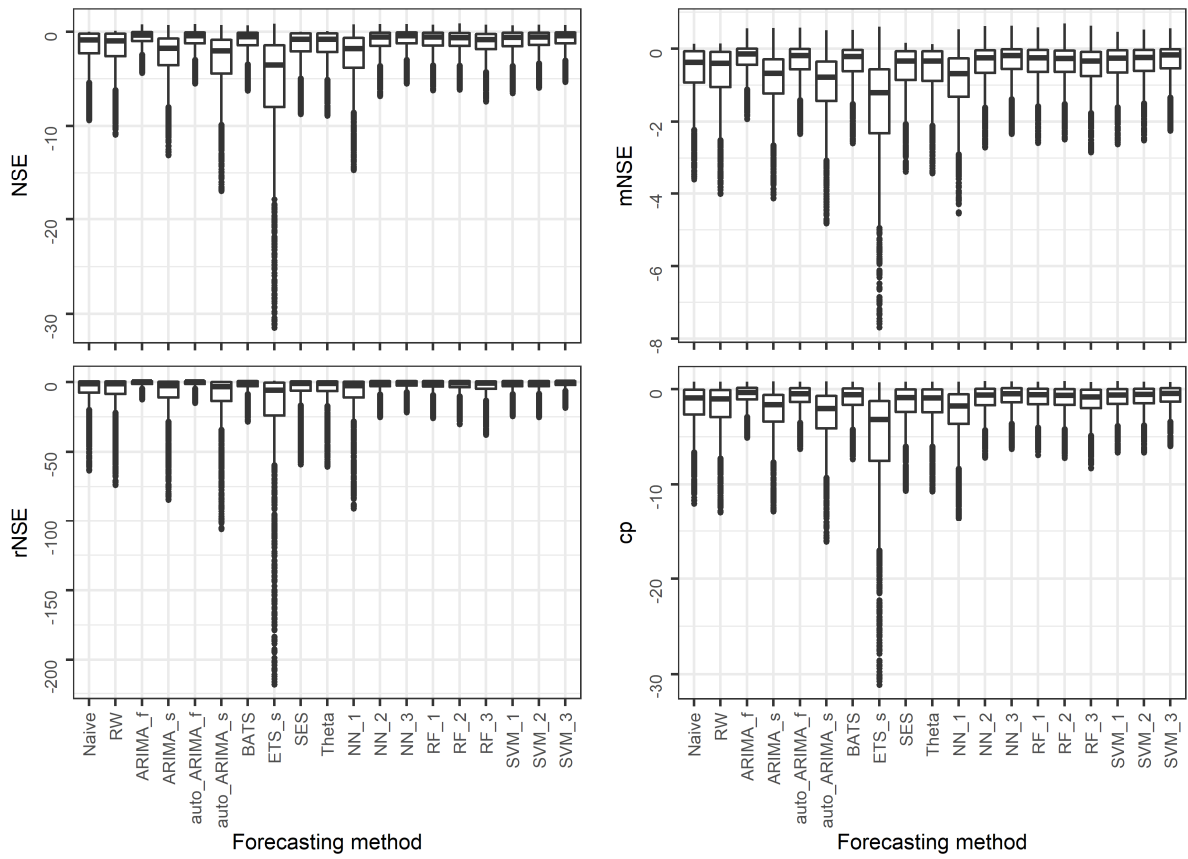 NSE
0
-10
-20
-30
mNSE
0
-2
-4
-6
-8
rNSE
0
-50
-100
-150
-200
cp
0
-10
-20
-30
Naive
RW
ARIMA_f
ARIMA_s
auto_ARIMA_f
auto_ARIMA_s
BATS
ETS_s
SES
Theta
NN_1
NN_2
NN_3
RF_1
RF_2
RF_3
SVM_1
SVM_2
SVM_3
Forecasting method
Naive
RW
ARIMA_f
ARIMA_s
auto_ARIMA_f
auto_ARIMA_s
BATS
ETS_s
SES
Theta
NN_1
NN_2
NN_3
RF_1
RF_2
RF_3
SVM_1
SVM_2
SVM_3
Forecasting method